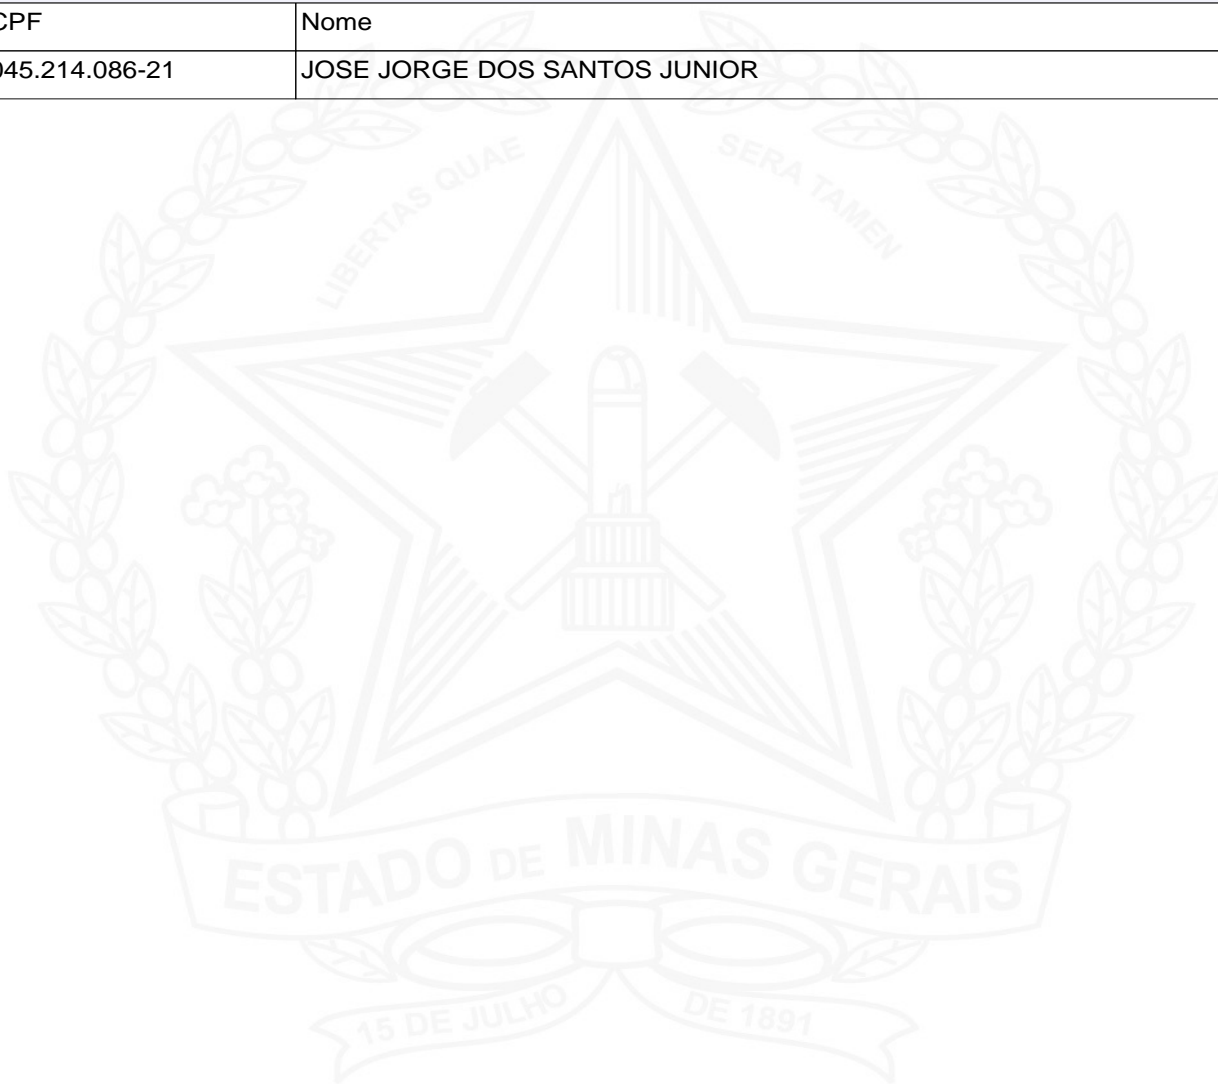 CPF Nome
045.214.086-21 JOSE JORGE DOS SANTOS JUNIOR
LIBERTAS QUAE SERA TAMEN
ESTADO DE MINAS GERAIS
15 DE JULHO DE 1891